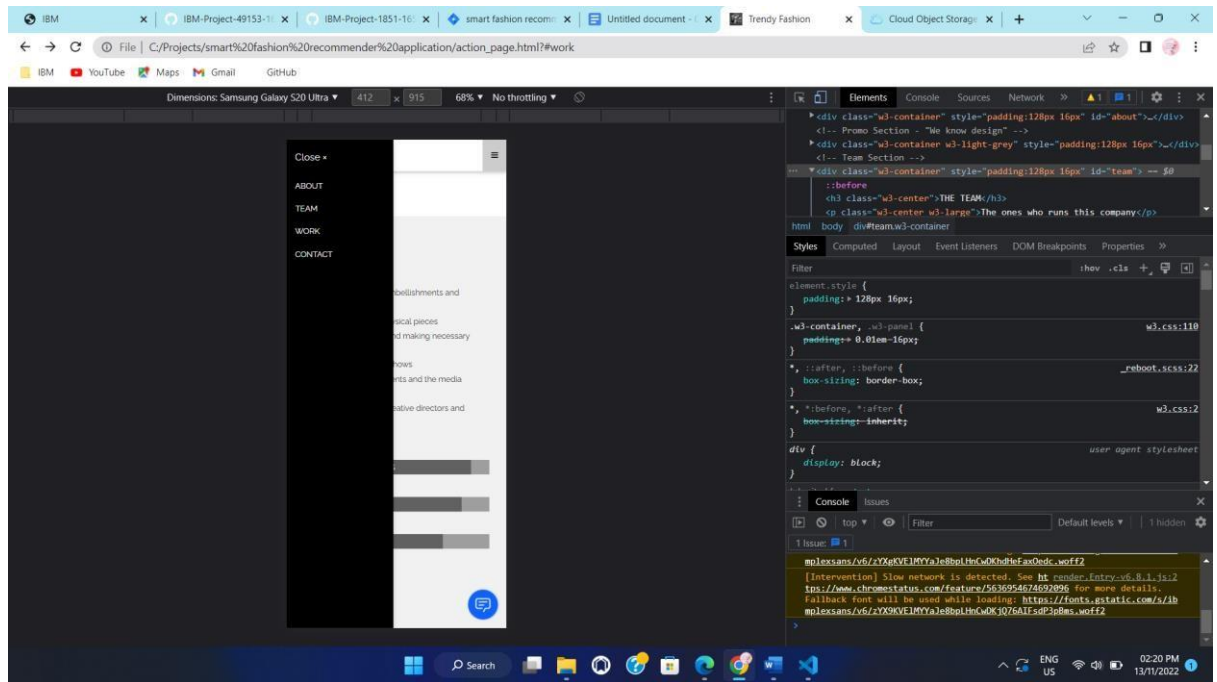 IBM
IBM-Project-49153-1
IBM-Project-1851-16
smart fashion recomm
Untitled document -
Trendy Fashion
Cloud Object Storage
File | C:/Projects/smart%20fashion%20recommender%20application/action_page.html?#work
IBM YouTube Maps Gmail GitHub
Dimensions: Samsung Galaxy S20 Ultra ▼ 412 × 915 68% ▼ No throttling ▼
Close ×
ABOUT
TEAM
WORK
CONTACT
mbellishments and
ysical pieces
nd making necessary
hows
ents and the media
eative directors and
Elements Console Sources Network » 1 1
<div class="w3-container" style="padding:128px 16px" id="about">…</div>
<!-- Promo Section - "We know design" -->
<div class="w3-container w3-light-grey" style="padding:128px 16px">…</div>
<!-- Team Section -->
<div class="w3-container" style="padding:128px 16px" id="team"> == $0
::before
<h3 class="w3-center">THE TEAM</h3>
<p class="w3-center w3-large">The ones who runs this company</p>
html body div#team.w3-container
Styles Computed Layout Event Listeners DOM Breakpoints Properties »
Filter :hov .cls +
element.style {
padding: 128px 16px;
}
.w3-container, .w3-panel { w3.css:110
padding: 0.01em 16px;
}
*, ::after, ::before { _reboot.scss:22
box-sizing: border-box;
}
*, *:before, *:after { w3.css:2
box-sizing: inherit;
}
div { user agent stylesheet
display: block;
}
Console Issues
top ▼ Filter Default levels ▼ 1 hidden
1 Issue: 1
mplexsans/v6/zYXgKVElMYYaJe8bpLHnCwDKhdHeFaxOedc.woff2
[Intervention] Slow network is detected. See ht render.Entry-v6.8.1.js:2
tps://www.chromestatus.com/feature/5636954674692096 for more details.
Fallback font will be used while loading: https://fonts.gstatic.com/s/ib
mplexsans/v6/zYX9KVElMYYaJe8bpLHnCwDKjQ76AIFsdP3pBms.woff2
Search
ENG
US
02:20 PM
13/11/2022
1